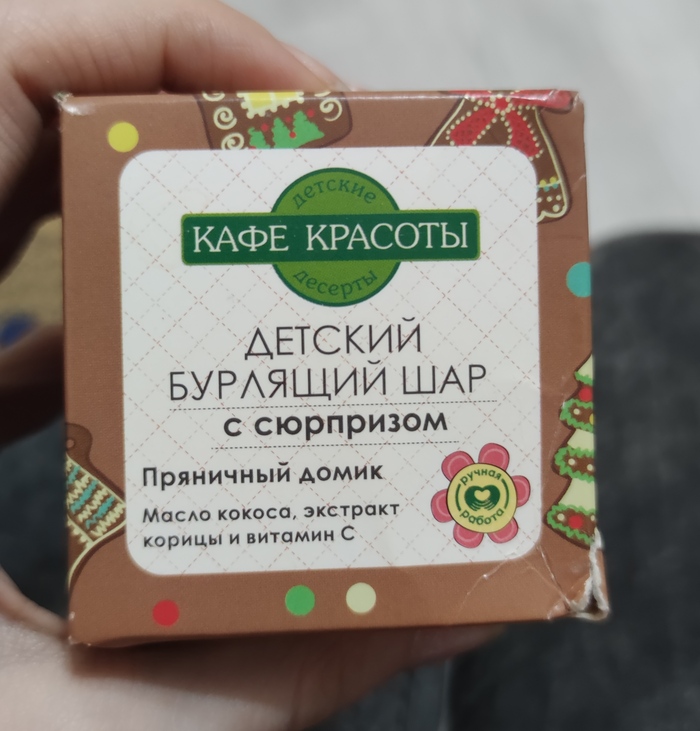 детские
КАФЕ КРАСОТЫ
десерты
ДЕТСКИЙ
БУРЛЯЩИЙ ШАР
с сюрпризом
Пряничный домик
Масло кокоса, экстракт
корицы и витамин С
ручная
работа